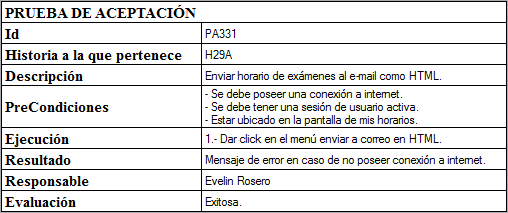 PRUEBA DE ACEPTACIÓN
Id PA331
Historia a la que pertenece H29A
Descripción Enviar horario de exámenes al e-mail como HTML.
PreCondiciones - Se debe poseer una conexión a internet.
- Se debe tener una sesión de usuario activa.
- Estar ubicado en la pantalla de mis horarios.
Ejecución 1.- Dar click en el menú enviar a correo en HTML.
Resultado Mensaje de error en caso de no poseer conexión a internet.
Responsable Evelin Rosero
Evaluación Exitosa.